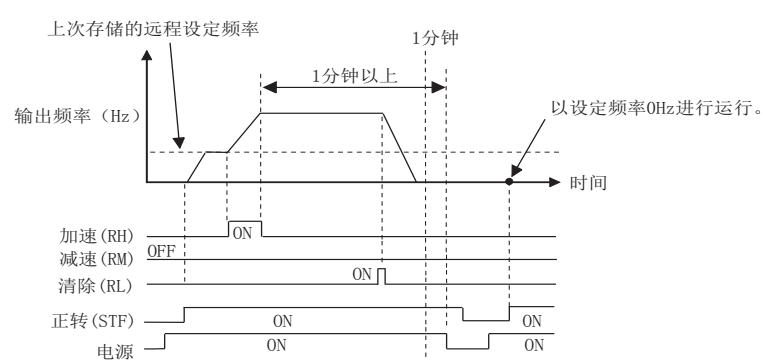 上次存储的远程设定频率
1分钟
1分钟以上
输出频率（Hz）
以设定频率0Hz进行运行。
时间
加速(RH)
ON
减速(RM)
OFF
清除(RL)
ON
正转(STF)
ON
ON
电源
ON
ON